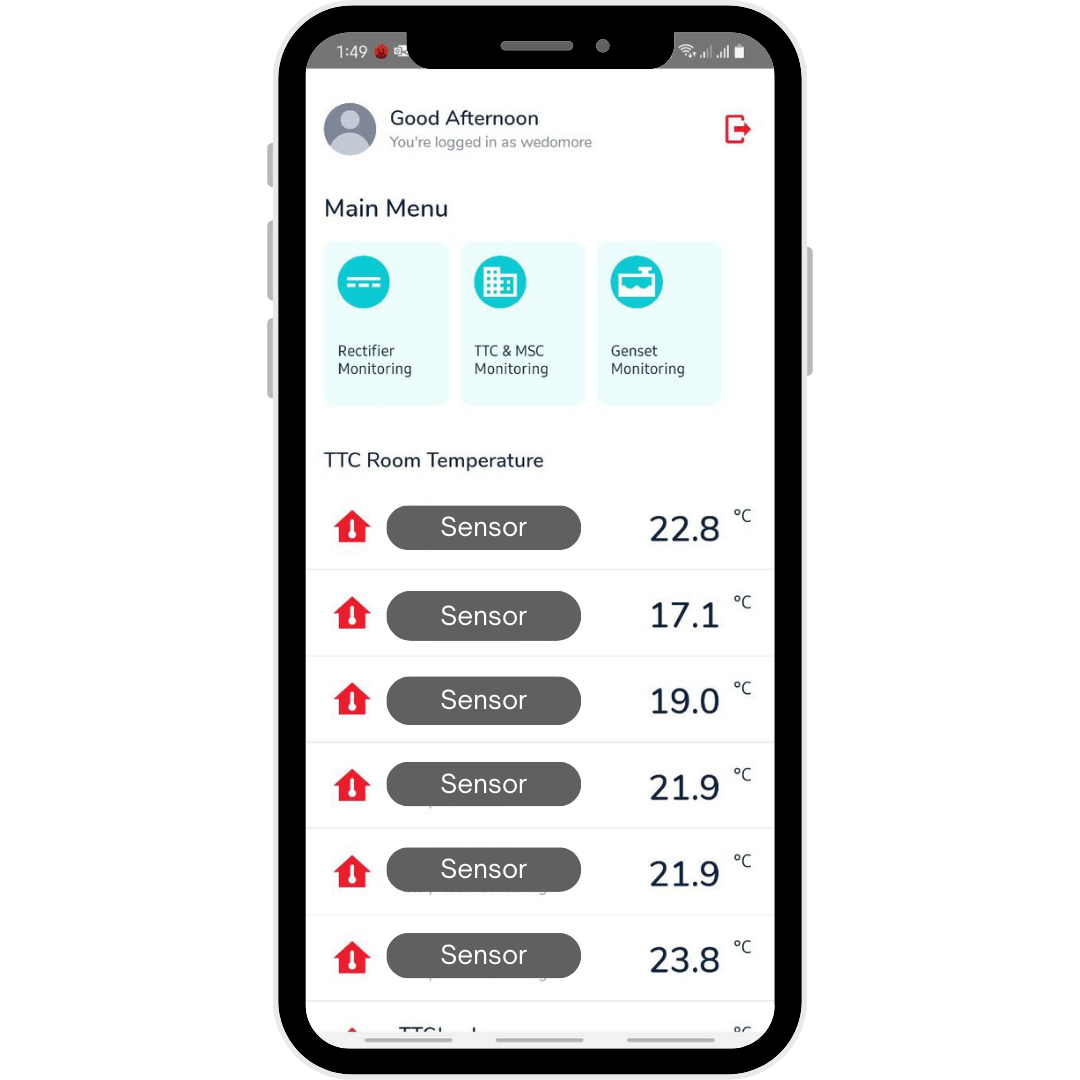 1:49
Good Afternoon
You're logged in as wedomore
Main Menu
Rectifier
Monitoring
TTC & MSC
Monitoring
Genset
Monitoring
TTC Room Temperature
Sensor 22.8 °C
Sensor 17.1 °C
Sensor 19.0 °C
Sensor 21.9 °C
Sensor 21.9 °C
Sensor 23.8 °C
°C